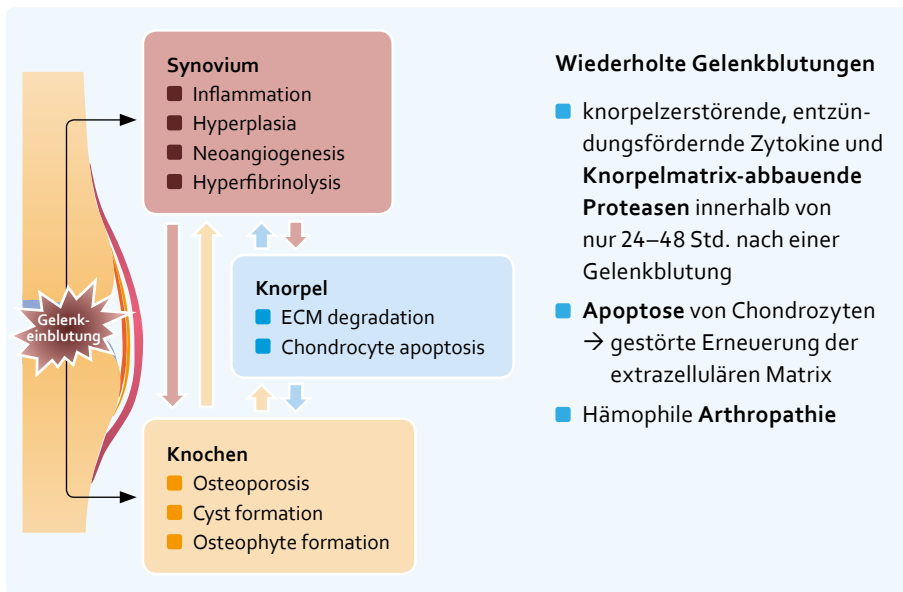 Synovium
Inflammation
Hyperplasia
Neoangiogenesis
Hyperfibrinolysis
Gelenk-
einblutung
Knorpel
ECM degradation
Chondrocyte apoptosis
Knochen
Osteoporosis
Cyst formation
Osteophyte formation
Wiederholte Gelenkblutungen
knorpelzerstörende, entzün-
dungsfördernde Zytokine und
Knorpelmatrix-abbauende
Proteasen innerhalb von
nur 24–48 Std. nach einer
Gelenkblutung
Apoptose von Chondrozyten
→ gestörte Erneuerung der
extrazellulären Matrix
Hämophile Arthropathie